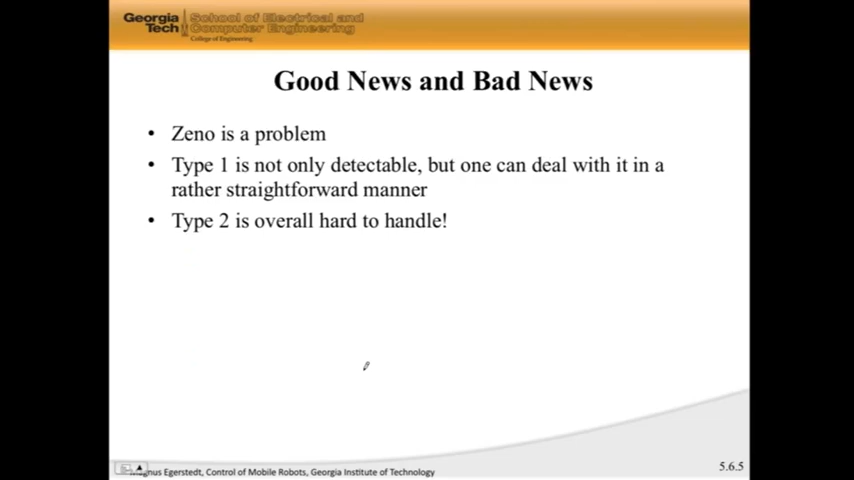 Georgia Tech
School of Electrical and Computer Engineering
College of Engineering
Good News and Bad News
• Zeno is a problem
• Type 1 is not only detectable, but one can deal with it in a
rather straightforward manner
• Type 2 is overall hard to handle!
Egerstedt, Control of Mobile Robots, Georgia Institute of Technology
5.6.5